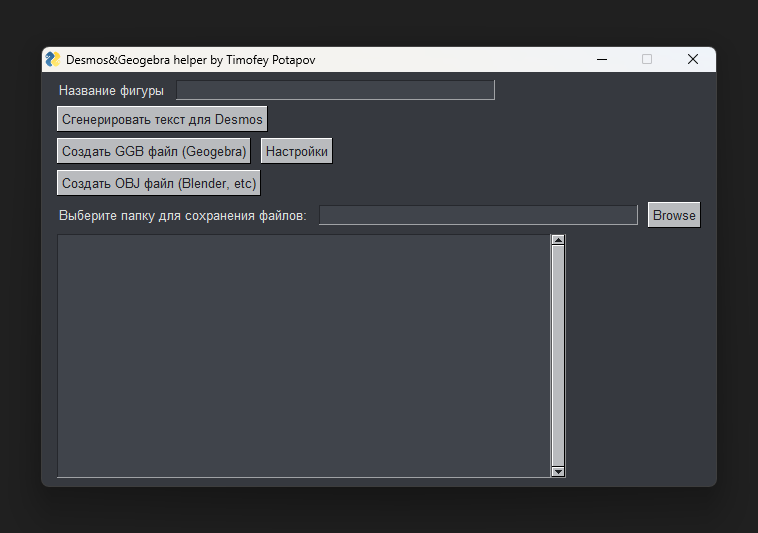 Desmos&Geogebra helper by Timofey Potapov
Название фигуры
Сгенерировать текст для Desmos
Создать GGB файл (Geogebra) Настройки
Создать OBJ файл (Blender, etc)
Выберите папку для сохранения файлов: Browse